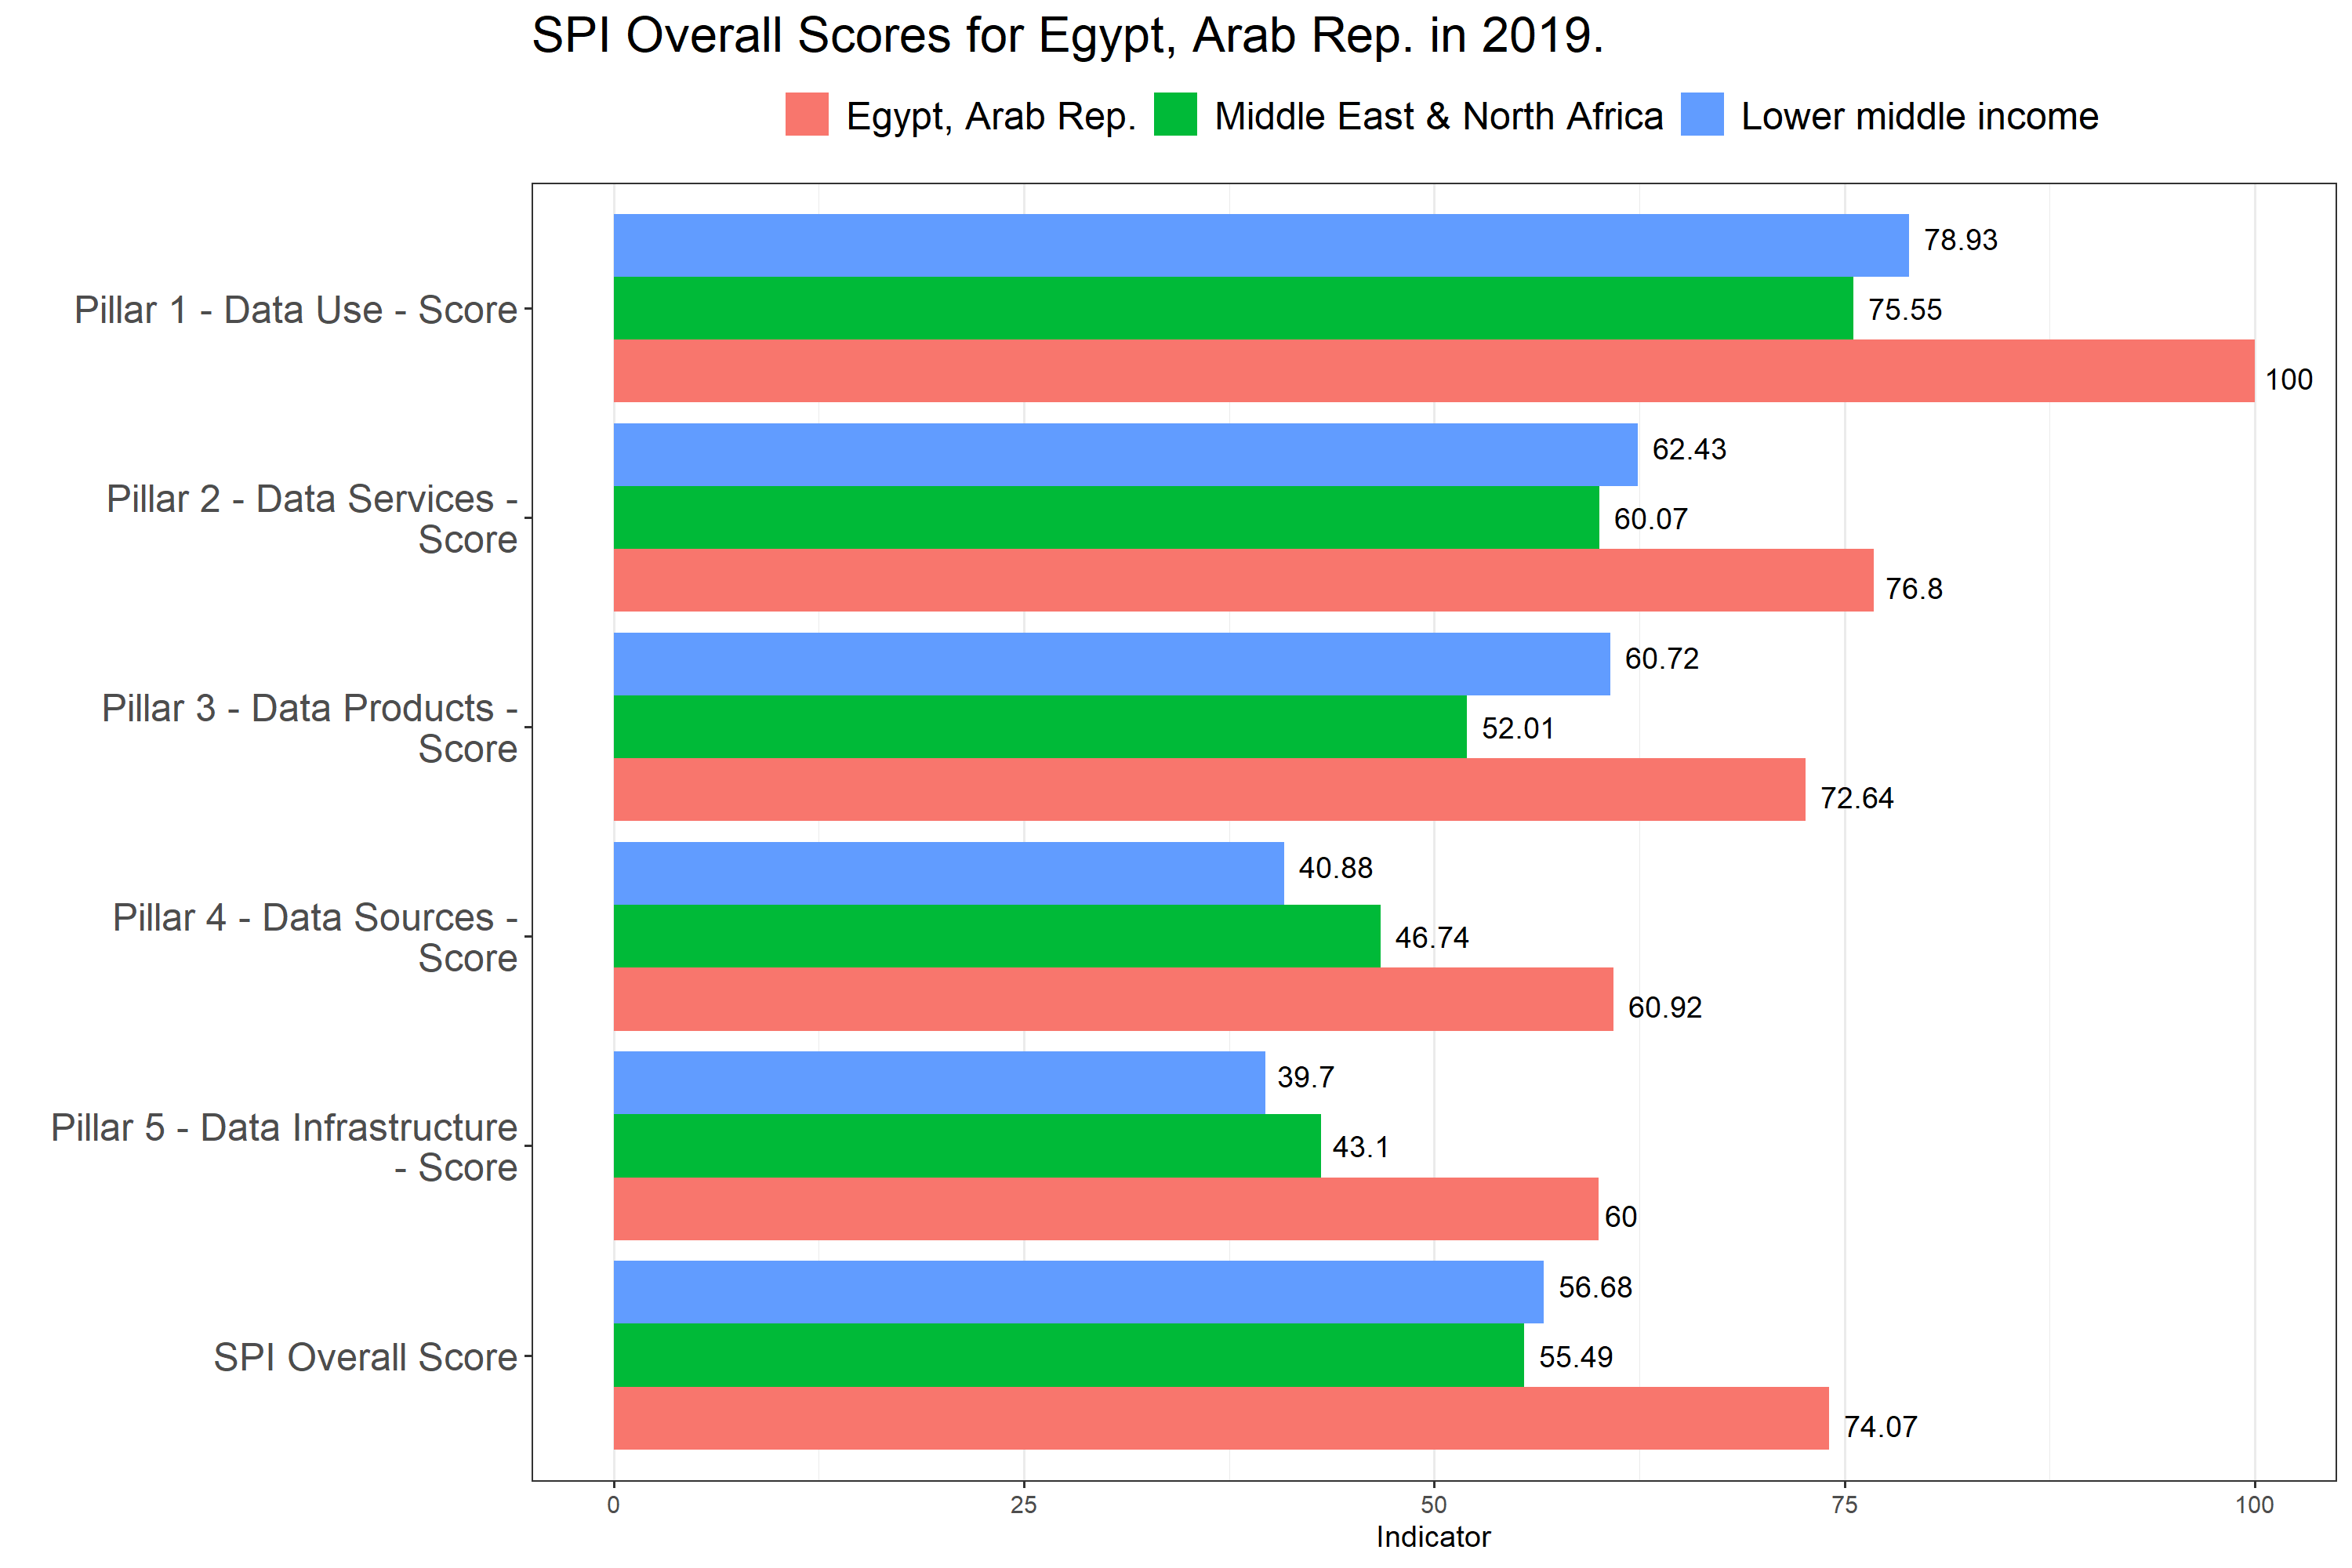 SPI Overall Scores for Egypt, Arab Rep. in 2019.
Egypt, Arab Rep. Middle East & North Africa Lower middle income
Pillar 1 - Data Use - Score
78.93
75.55
100
Pillar 2 - Data Services -
Score
62.43
60.07
76.8
Pillar 3 - Data Products -
Score
60.72
52.01
72.64
Pillar 4 - Data Sources -
Score
40.88
46.74
60.92
Pillar 5 - Data Infrastructure
- Score
39.7
43.1
60
SPI Overall Score
56.68
55.49
74.07
0 25 50 75 100
Indicator